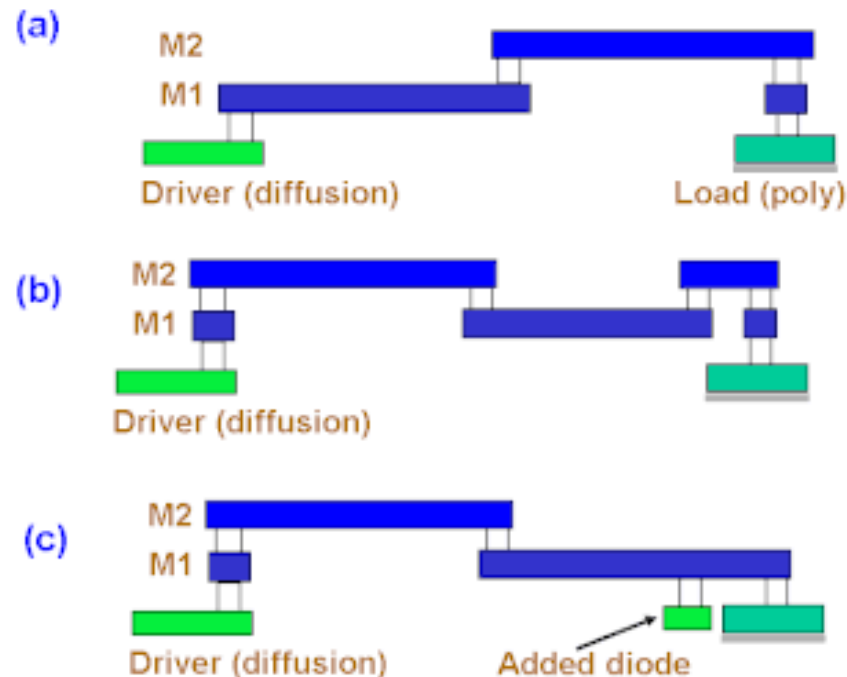 (a)
M2
M1
Driver (diffusion)
Load (poly)
(b)
M2
M1
Driver (diffusion)
(c)
M2
M1
Driver (diffusion)
Added diode